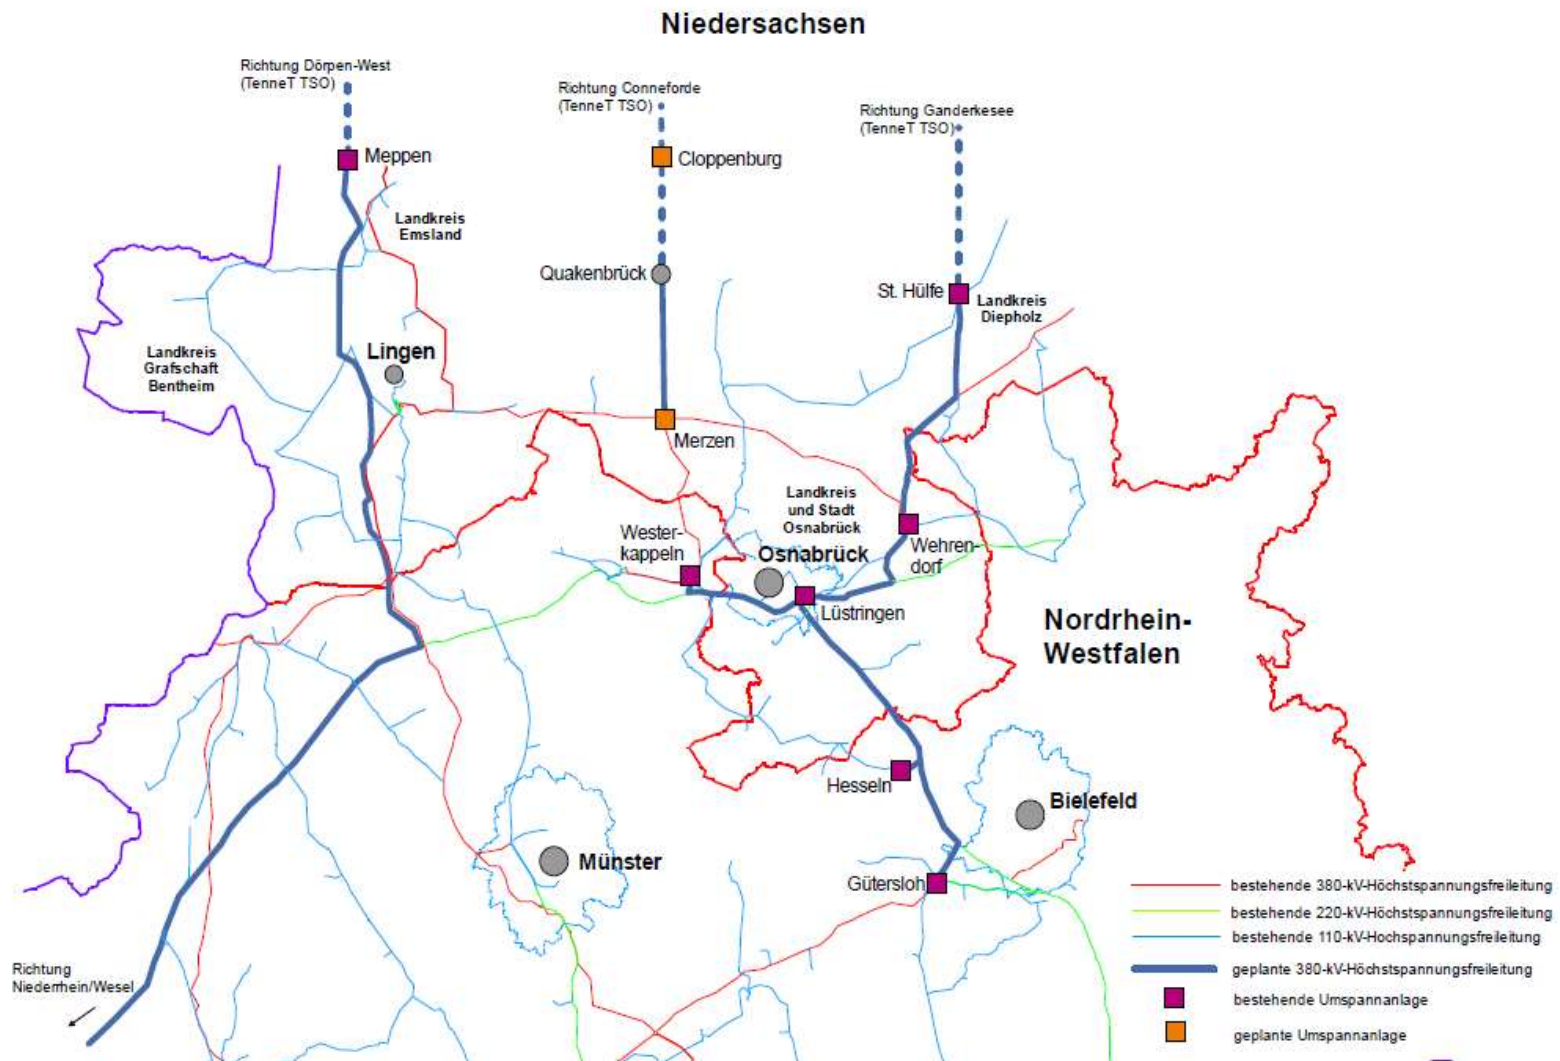 Niedersachsen
Richtung Dörpen-West
(TenneT TSO)
Richtung Conneforde
(TenneT TSO)
Richtung Ganderkesee
(TenneT TSO)
Meppen
Cloppenburg
Landkreis
Emsland
Quakenbrück
St. Hülfe
Landkreis
Diepholz
Landkreis
Grafschaft
Bentheim
Lingen
Merzen
Landkreis
und Stadt
Osnabrück
Wester-
kappeln
Osnabrück
Wehren-
dorf
Lüstringen
Nordrhein-
Westfalen
Hesseln
Bielefeld
Münster
Gütersloh
Richtung
Niederrhein/Wesel
bestehende 380-kV-Höchstspannungsfreileitung
bestehende 220-kV-Höchstspannungsfreileitung
bestehende 110-kV-Hochspannungsfreileitung
geplante 380-kV-Höchstspannungsfreileitung
bestehende Umspannanlage
geplante Umspannanlage